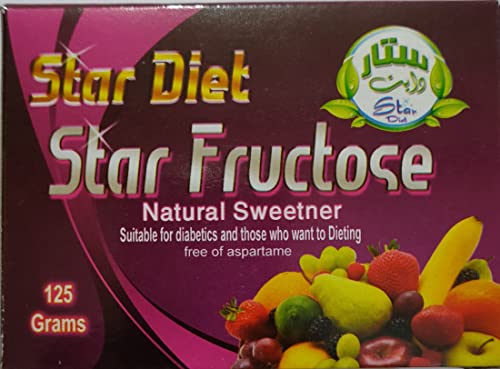 Star Diet
ستار
دايت
Star
Diet
Star Fructose
Natural Sweetner
Suitable for diabetics and those who want to Dieting
free of aspartame
125
Grams